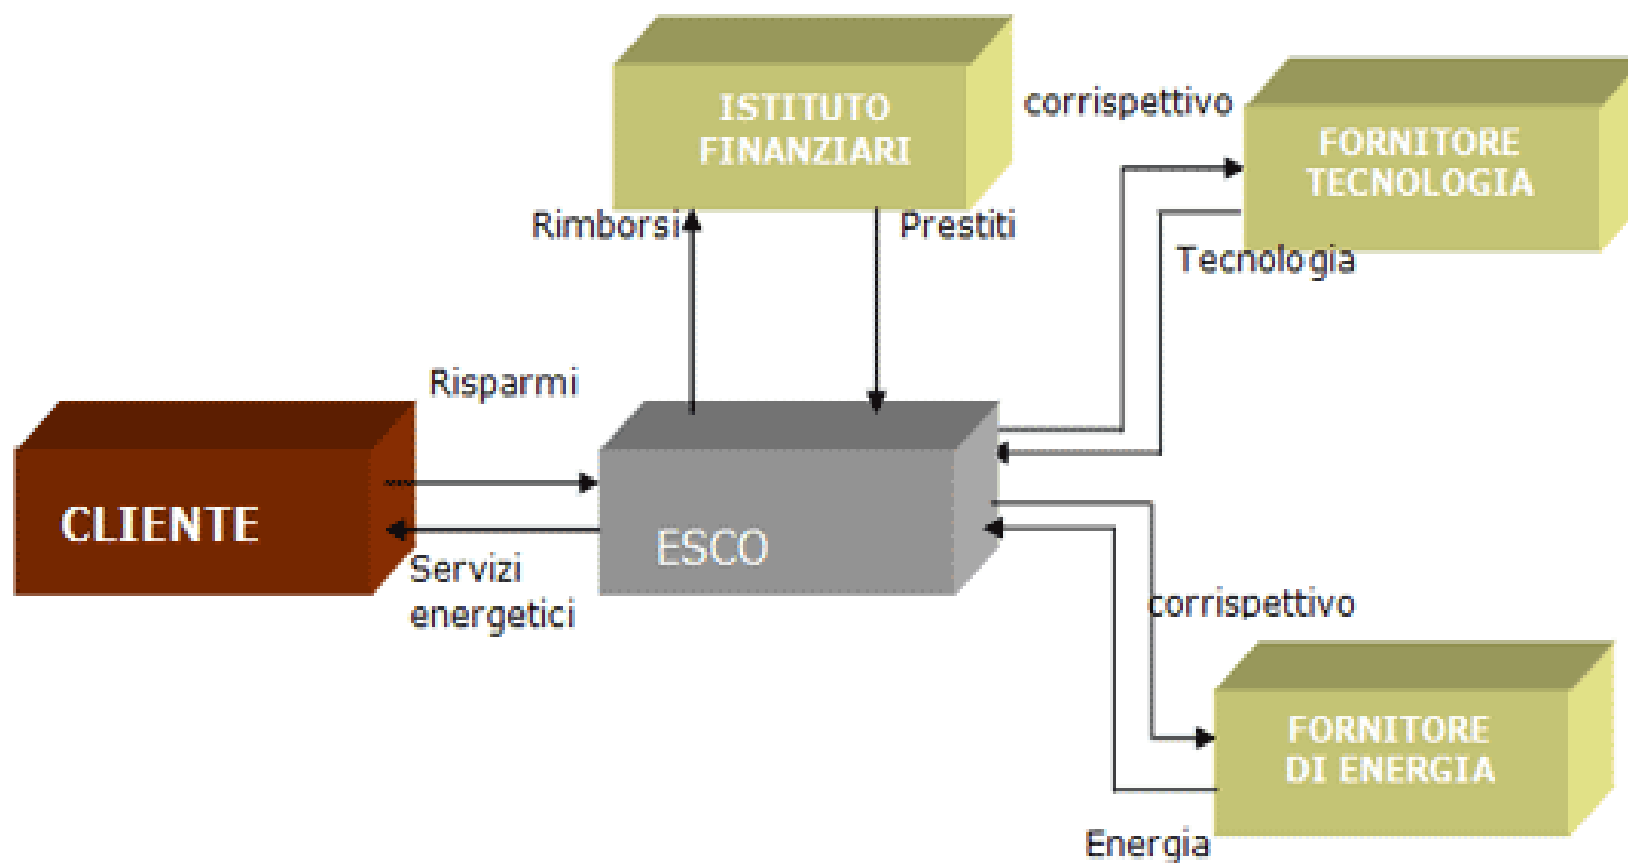 ISTITUTO
FINANZIARI
corrispettivo
FORNITORE
TECNOLOGIA
Rimborsi
Prestiti
Tecnologia
Risparmi
CLIENTE
ESCO
Servizi
energetici
corrispettivo
FORNITORE
DI ENERGIA
Energia